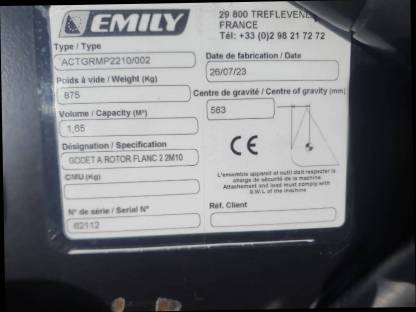 EMILY
29 800 TREFLEVENEZ
FRANCE
Tél: +33 (0)2 98 21 72 72
Type / Type
ACTGRMP2210/002
Date de fabrication / Date
26/07/23
Poids à vide / Weight (Kg)
875
Centre de gravité / Centre of gravity (mm)
563
Volume / Capacity (M³)
1,65
Désignation / Specification
GODET A ROTOR FLANC 2 2M10
CE
CMU (Kg)
L'ensemble appareil et outil doit respecter la
charge de sécurité de la machine
Attachement and load must comply with
S.W.L of the machine
N° de série / Serial N°
62112
Réf. Client